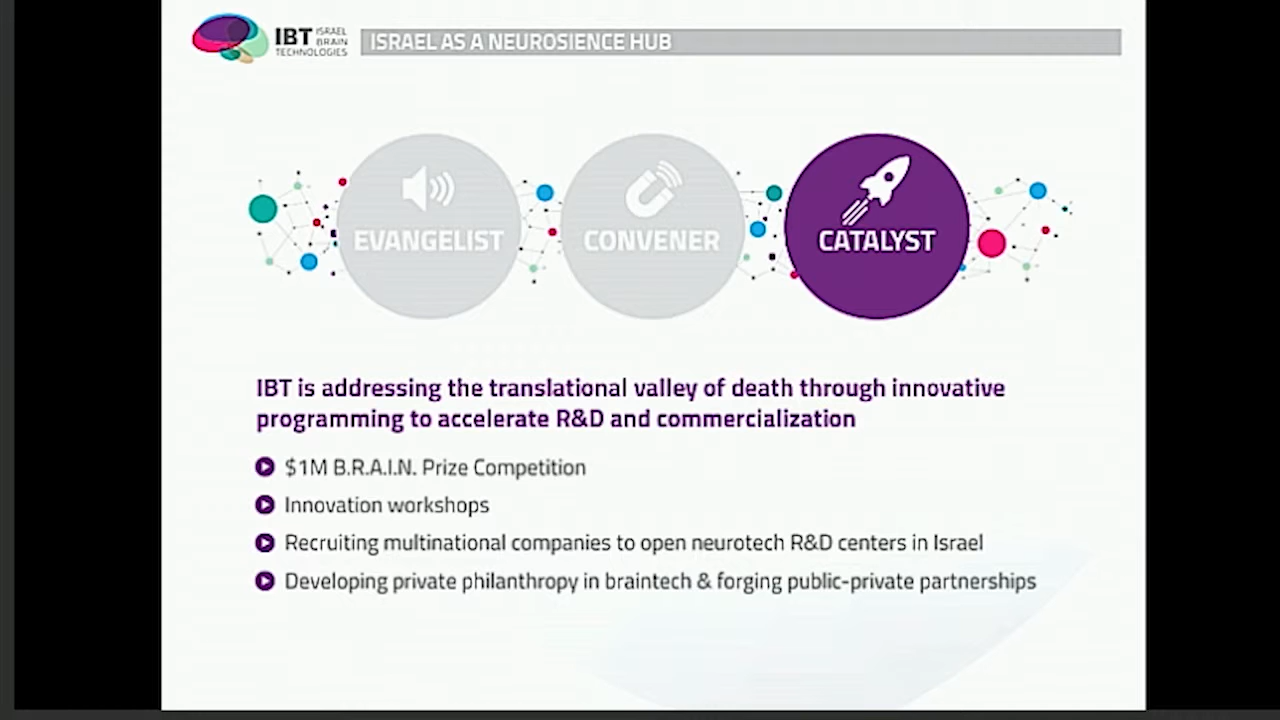 IBT ISRAEL
BRAIN
TECHNOLOGIES
ISRAEL AS A NEUROSIENCE HUB
EVANGELIST
CONVENER
CATALYST
IBT is addressing the translational valley of death through innovative
programming to accelerate R&D and commercialization
$1M B.R.A.I.N. Prize Competition
Innovation workshops
Recruiting multinational companies to open neurotech R&D centers in Israel
Developing private philanthropy in braintech & forging public-private partnerships